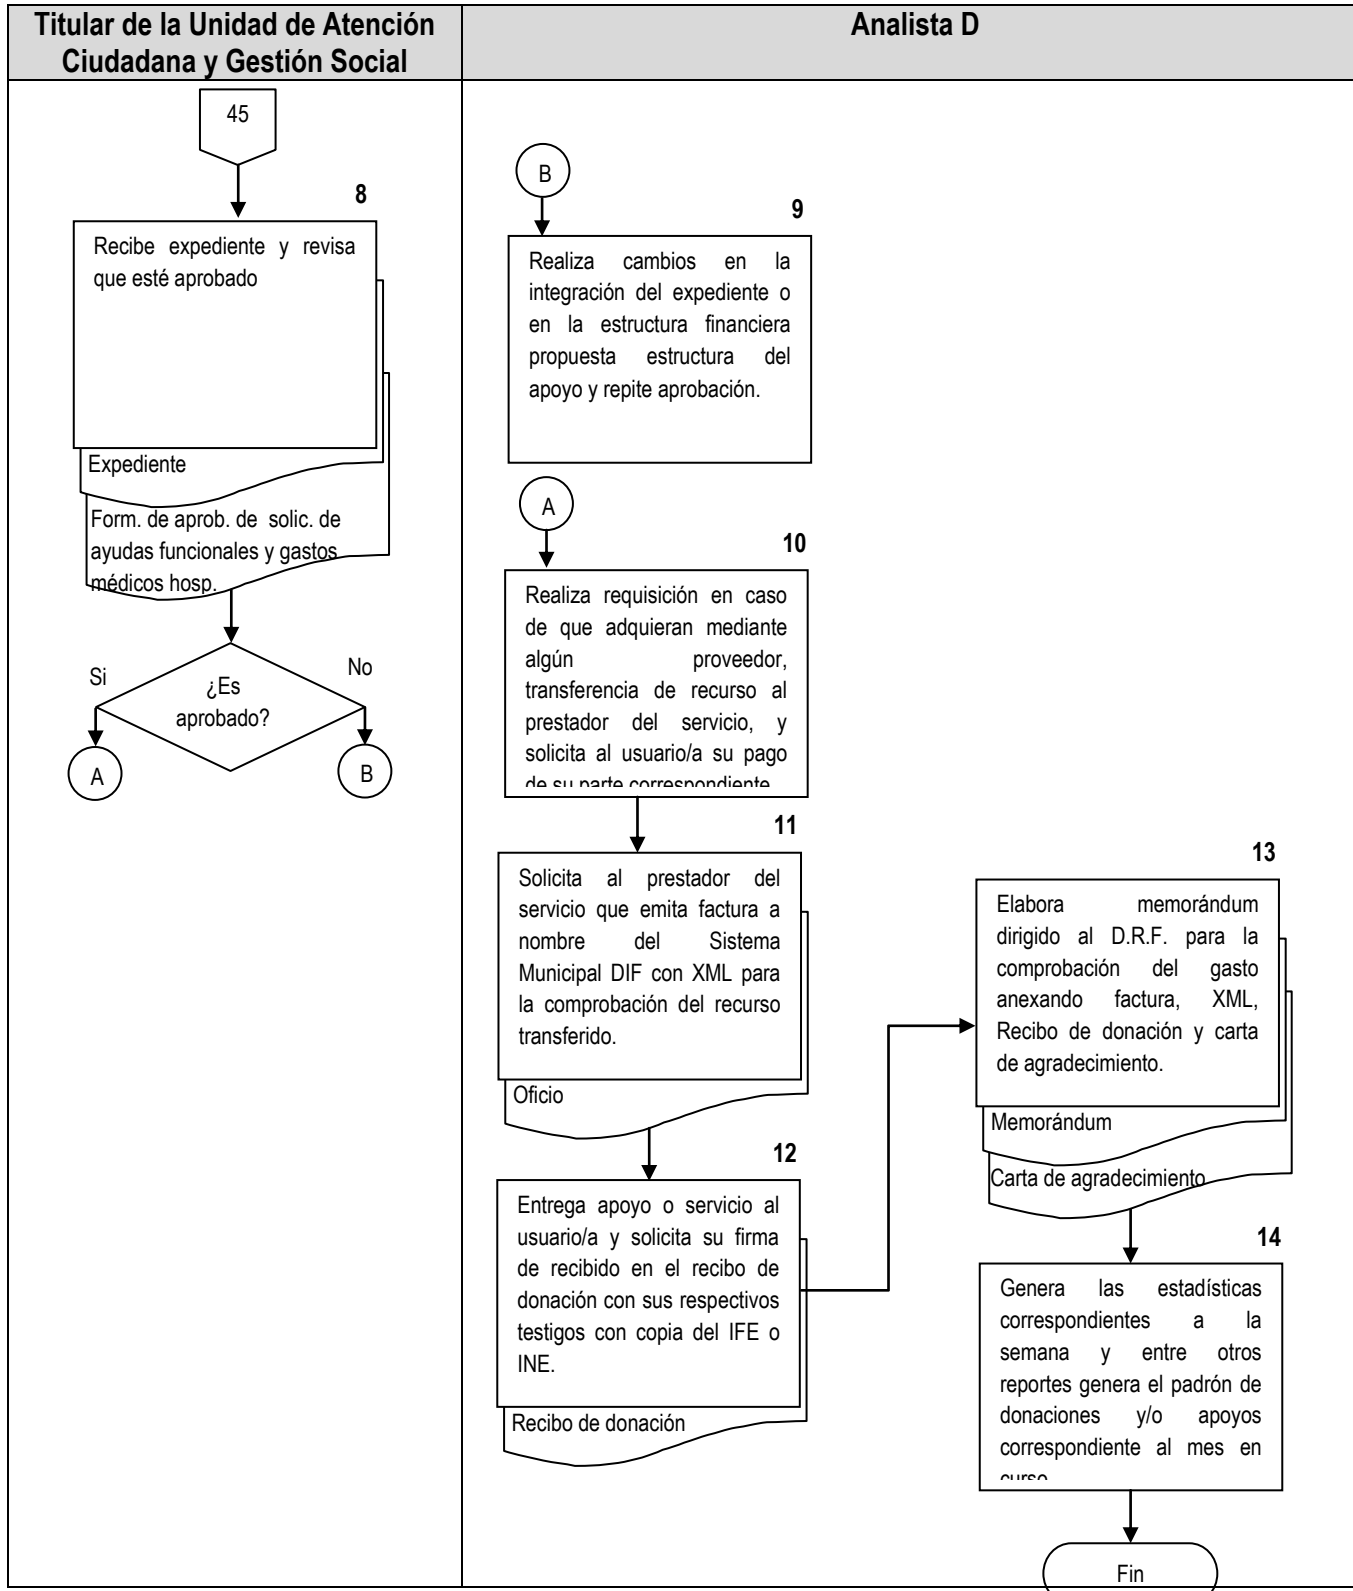 Titular de la Unidad de Atención
Ciudadana y Gestión Social
Analista D
45
8
Recibe expediente y revisa
que esté aprobado
Expediente
Form. de aprob. de solic. de
ayudas funcionales y gastos
médicos hosp.
Si
No
¿Es
aprobado?
A
B
B
9
Realiza cambios en la
integración del expediente o
en la estructura financiera
propuesta estructura del
apoyo y repite aprobación.
A
10
Realiza requisición en caso
de que adquieran mediante
algún proveedor,
transferencia de recurso al
prestador del servicio, y
solicita al usuario/a su pago
de su parte correspondiente
11
Solicita al prestador del
servicio que emita factura a
nombre del Sistema
Municipal DIF con XML para
la comprobación del recurso
transferido.
Oficio
12
Entrega apoyo o servicio al
usuario/a y solicita su firma
de recibido en el recibo de
donación con sus respectivos
testigos con copia del IFE o
INE.
Recibo de donación
13
Elabora memorándum
dirigido al D.R.F. para la
comprobación del gasto
anexando factura, XML,
Recibo de donación y carta
de agradecimiento.
Memorándum
Carta de agradecimiento
14
Genera las estadísticas
correspondientes a la
semana y entre otros
reportes genera el padrón de
donaciones y/o apoyos
correspondiente al mes en
curso
Fin